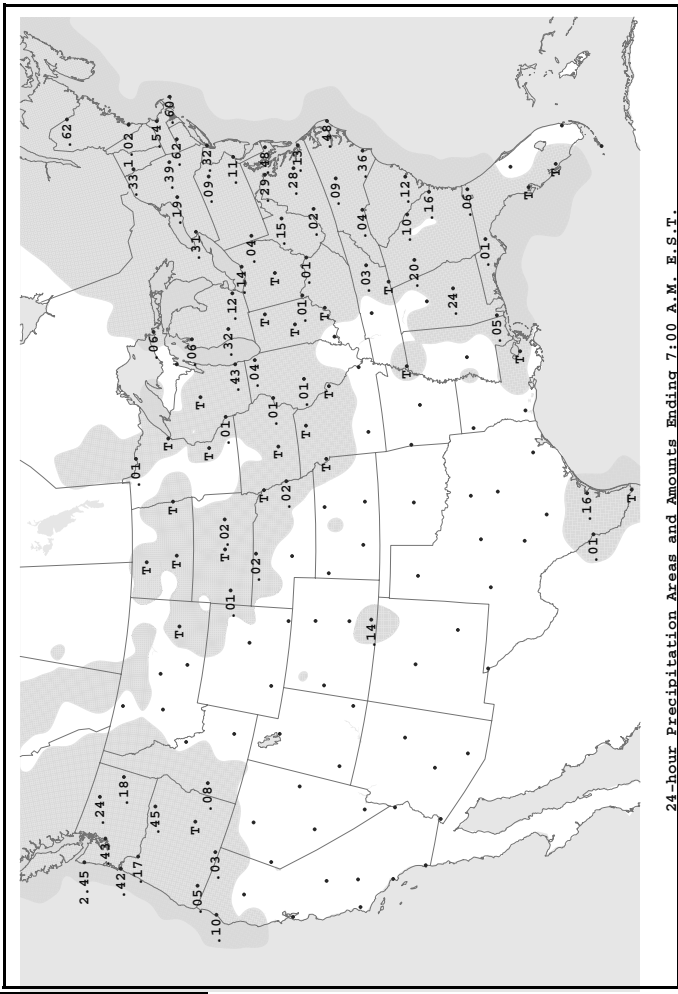 .62
2.45
.24
.43
.42
.18
1.02
.33
.01
.17
T
.06
.45
.54
T
.39
.60
T
.62
T
.19
T
.06
T
.31
.05
T
.32
.08
.09
T
.03
.10
.01
T .02
.32
.01
.12
.11
.43
.14
.04
.04
.02
T
.29
.48
T
.01
T
T
.15
.02
.28
T
.13
.01
.01
T
.01
.02
T
T
.48
T
.09
.36
.04
.03
.14
T
T
.12
.10
.20
.16
.24
.06
.01
.05
T
T
T
.16
.01
T
24-hour Precipitation Areas and Amounts Ending 7:00 A.M. E.S.T.